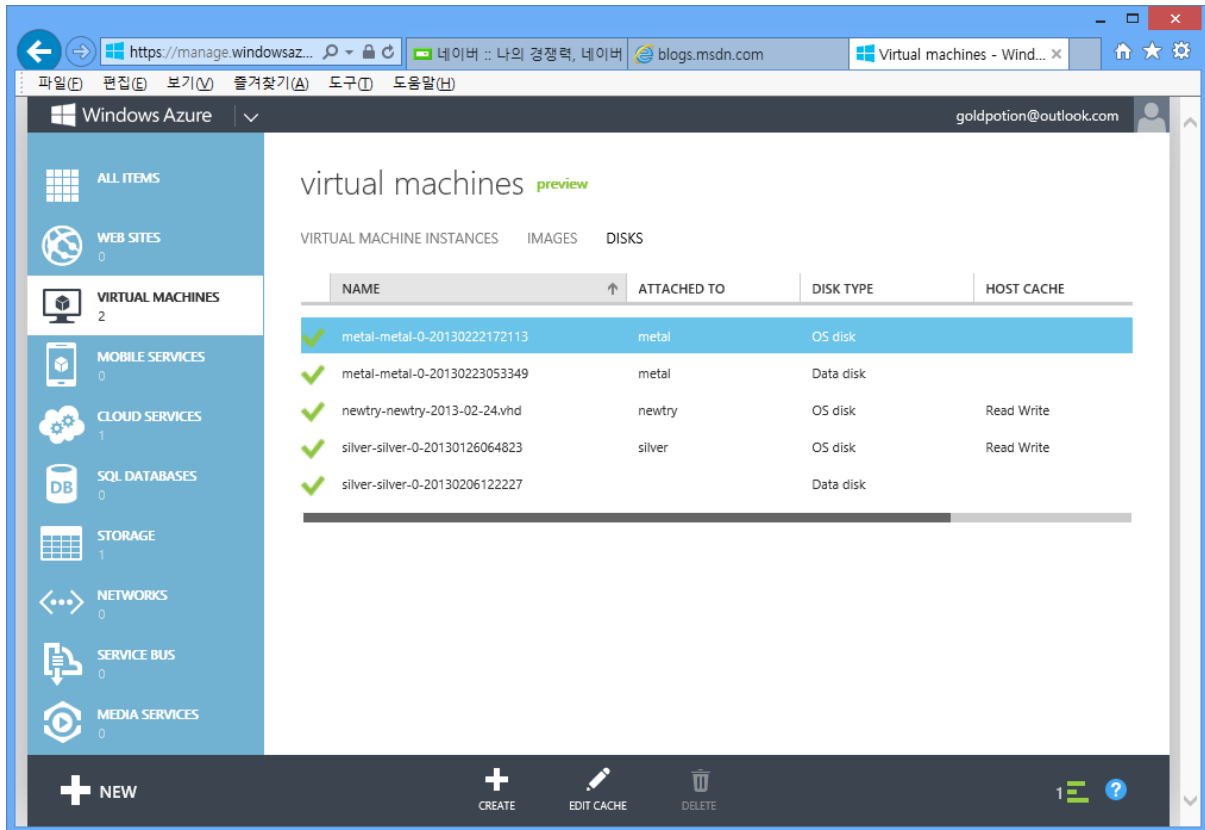 https://manage.windowsaz...
네이버 :: 나의 경쟁력, 네이버
blogs.msdn.com
Virtual machines - Wind...
파일(F) 편집(E) 보기(V) 즐겨찾기(A) 도구(T) 도움말(H)
Windows Azure
goldpotion@outlook.com
ALL ITEMS
WEB SITES
0
VIRTUAL MACHINES
2
MOBILE SERVICES
0
CLOUD SERVICES
1
DB
SQL DATABASES
0
STORAGE
1
NETWORKS
0
SERVICE BUS
0
MEDIA SERVICES
0
virtual machines preview
VIRTUAL MACHINE INSTANCES IMAGES DISKS
NAME ATTACHED TO DISK TYPE HOST CACHE
metal-metal-0-20130222172113 metal OS disk
metal-metal-0-20130223053349 metal Data disk
newtry-newtry-2013-02-24.vhd newtry OS disk Read Write
silver-silver-0-20130126064823 silver OS disk Read Write
silver-silver-0-20130206122227 Data disk
NEW
CREATE
EDIT CACHE
DELETE
1
?